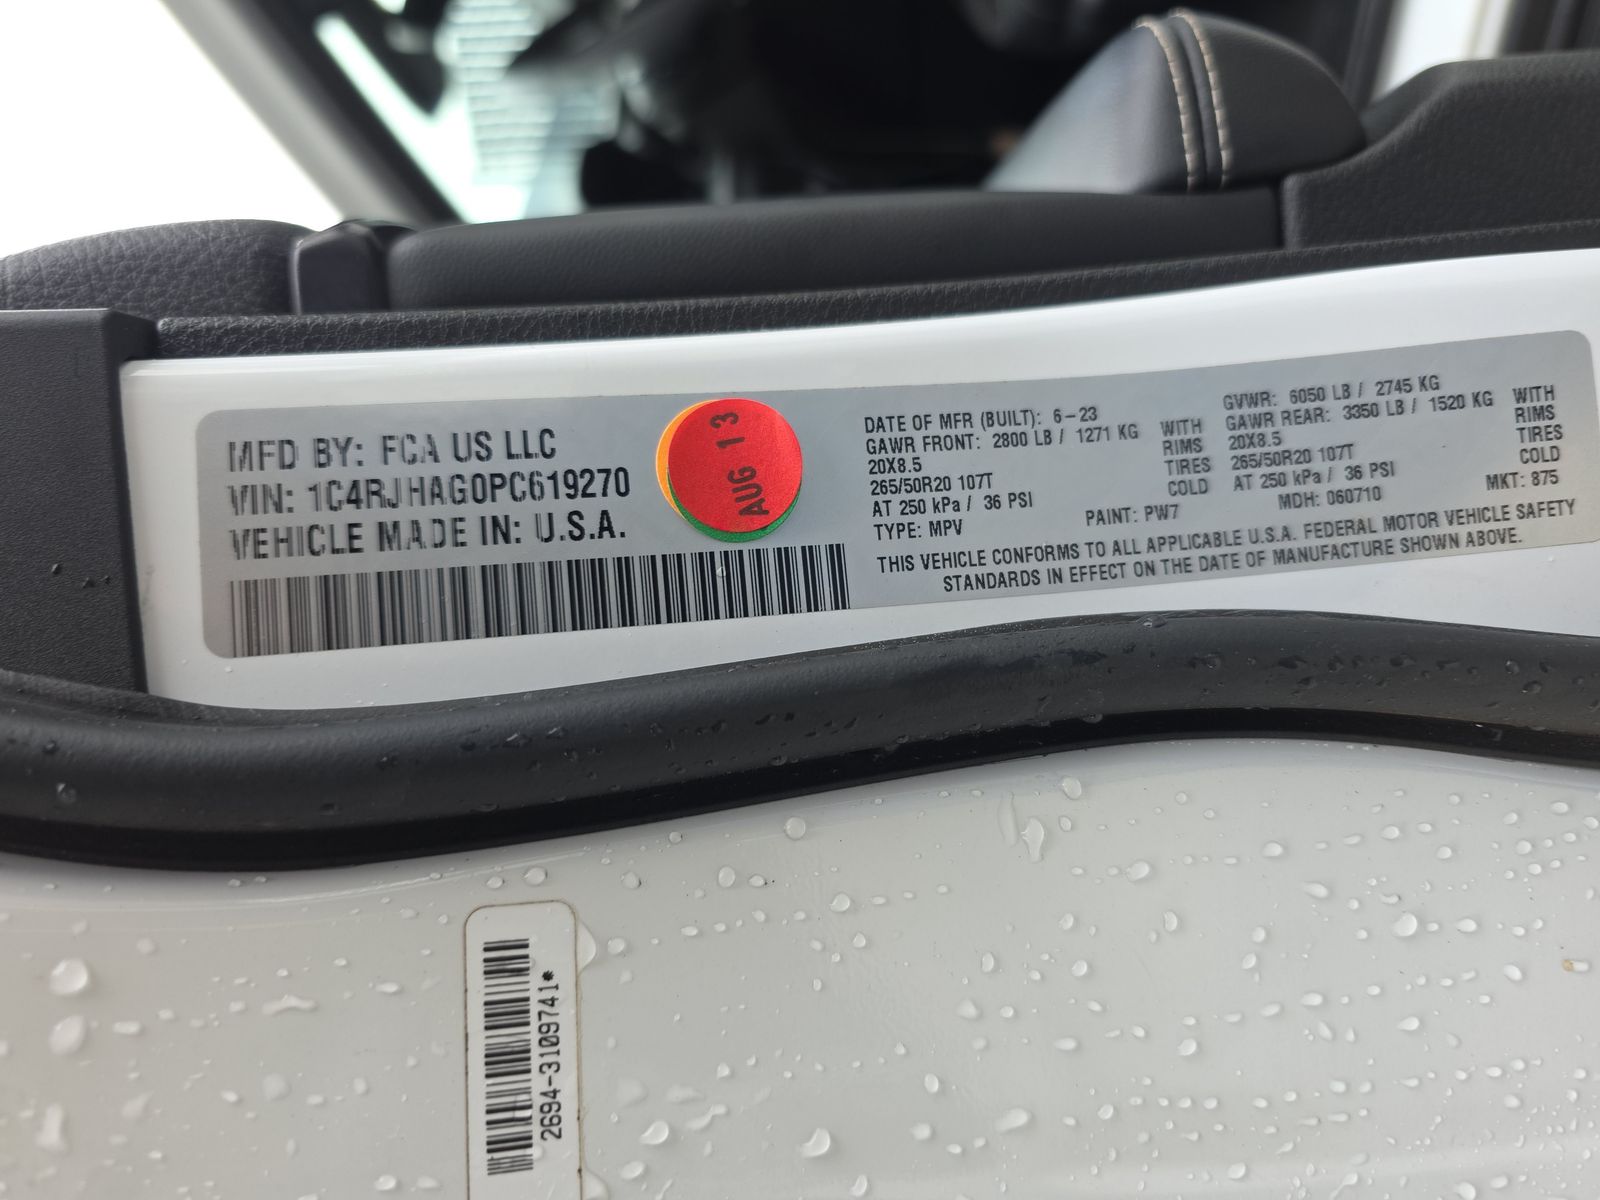 MFD BY: FCA US LLC
VIN: 1C4RJHAG0PC619270
VEHICLE MADE IN: U.S.A.
AUG 13
DATE OF MFR (BUILT): 6-23
GAWR FRONT: 2800 LB / 1271 KG WITH
20X8.5 RIMS
265/50R20 107T TIRES
AT 250 kPa / 36 PSI COLD
TYPE: MPV
PAINT: PW7
GVWR: 6050 LB / 2745 KG
GAWR REAR: 3350 LB / 1520 KG WITH
20X8.5 RIMS
265/50R20 107T TIRES
AT 250 kPa / 36 PSI COLD
MDH: 060710
MKT: 875
THIS VEHICLE CONFORMS TO ALL APPLICABLE U.S.A. FEDERAL MOTOR VEHICLE SAFETY
STANDARDS IN EFFECT ON THE DATE OF MANUFACTURE SHOWN ABOVE.
2694-3109741*